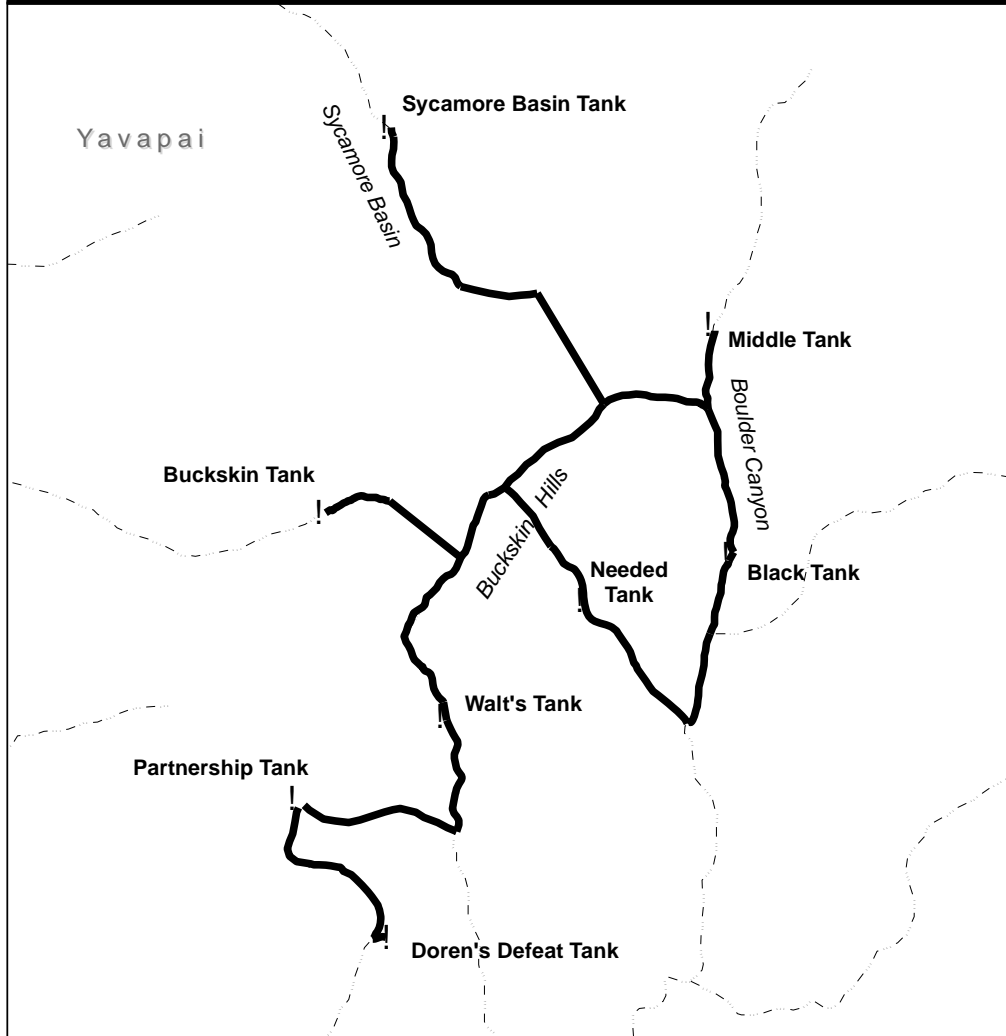 Sycamore Basin Tank
Yavapai
Sycamore Basin
Middle Tank
Boulder Canyon
Buckskin Tank
Buckskin Hills
Needed
Tank
Black Tank
Walt's Tank
Partnership Tank
Doren's Defeat Tank